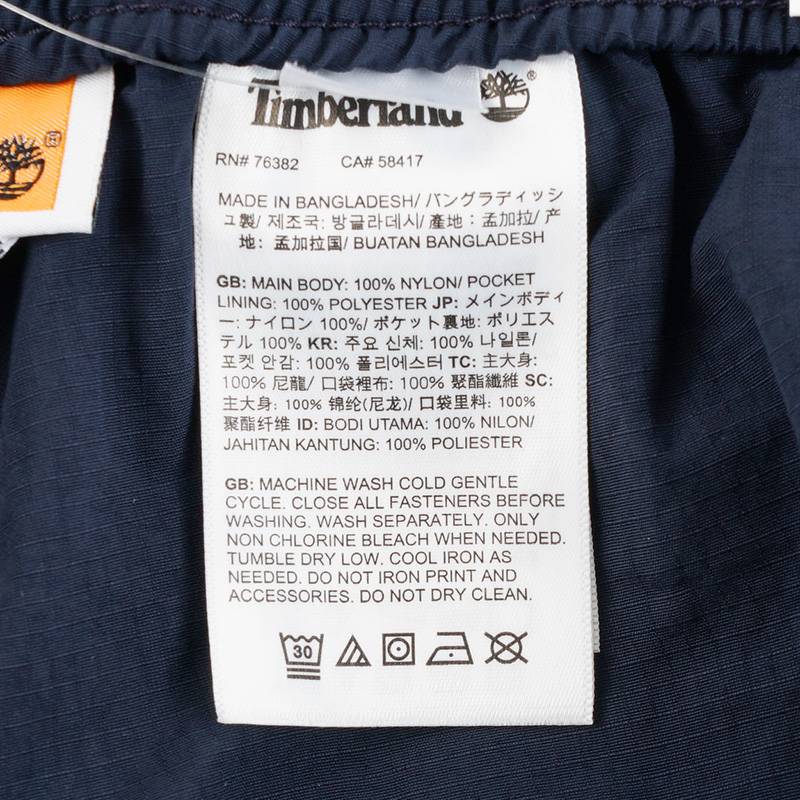 Timberland®
RN# 76382 CA# 58417
MADE IN BANGLADESH/ バングラディッシ
ュ製/ 제조국: 방글라데시/ 產地：孟加拉/ 产
地：孟加拉国/ BUATAN BANGLADESH
GB: MAIN BODY: 100% NYLON/ POCKET
LINING: 100% POLYESTER JP: メインボディ
ー: ナイロン 100%/ ポケット裏地: ポリエス
テル 100% KR: 주요 신체: 100% 나일론/
포켓 안감: 100% 폴리에스터 TC: 主大身:
100% 尼龍/ 口袋裡布: 100% 聚酯纖維 SC:
主大身: 100% 锦纶(尼龙)/ 口袋里料: 100%
聚酯纤维 ID: BODI UTAMA: 100% NILON/
JAHITAN KANTUNG: 100% POLIESTER
GB: MACHINE WASH COLD GENTLE
CYCLE. CLOSE ALL FASTENERS BEFORE
WASHING. WASH SEPARATELY. ONLY
NON CHLORINE BLEACH WHEN NEEDED.
TUMBLE DRY LOW. COOL IRON AS
NEEDED. DO NOT IRON PRINT AND
ACCESSORIES. DO NOT DRY CLEAN.
30